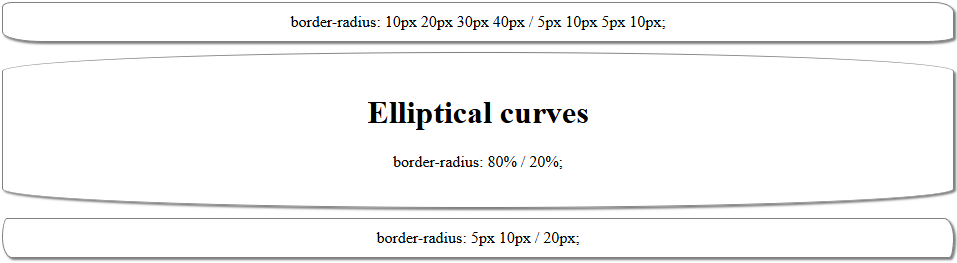 border-radius: 10px 20px 30px 40px / 5px 10px 5px 10px;
Elliptical curves
border-radius: 80% / 20%;
border-radius: 5px 10px / 20px;